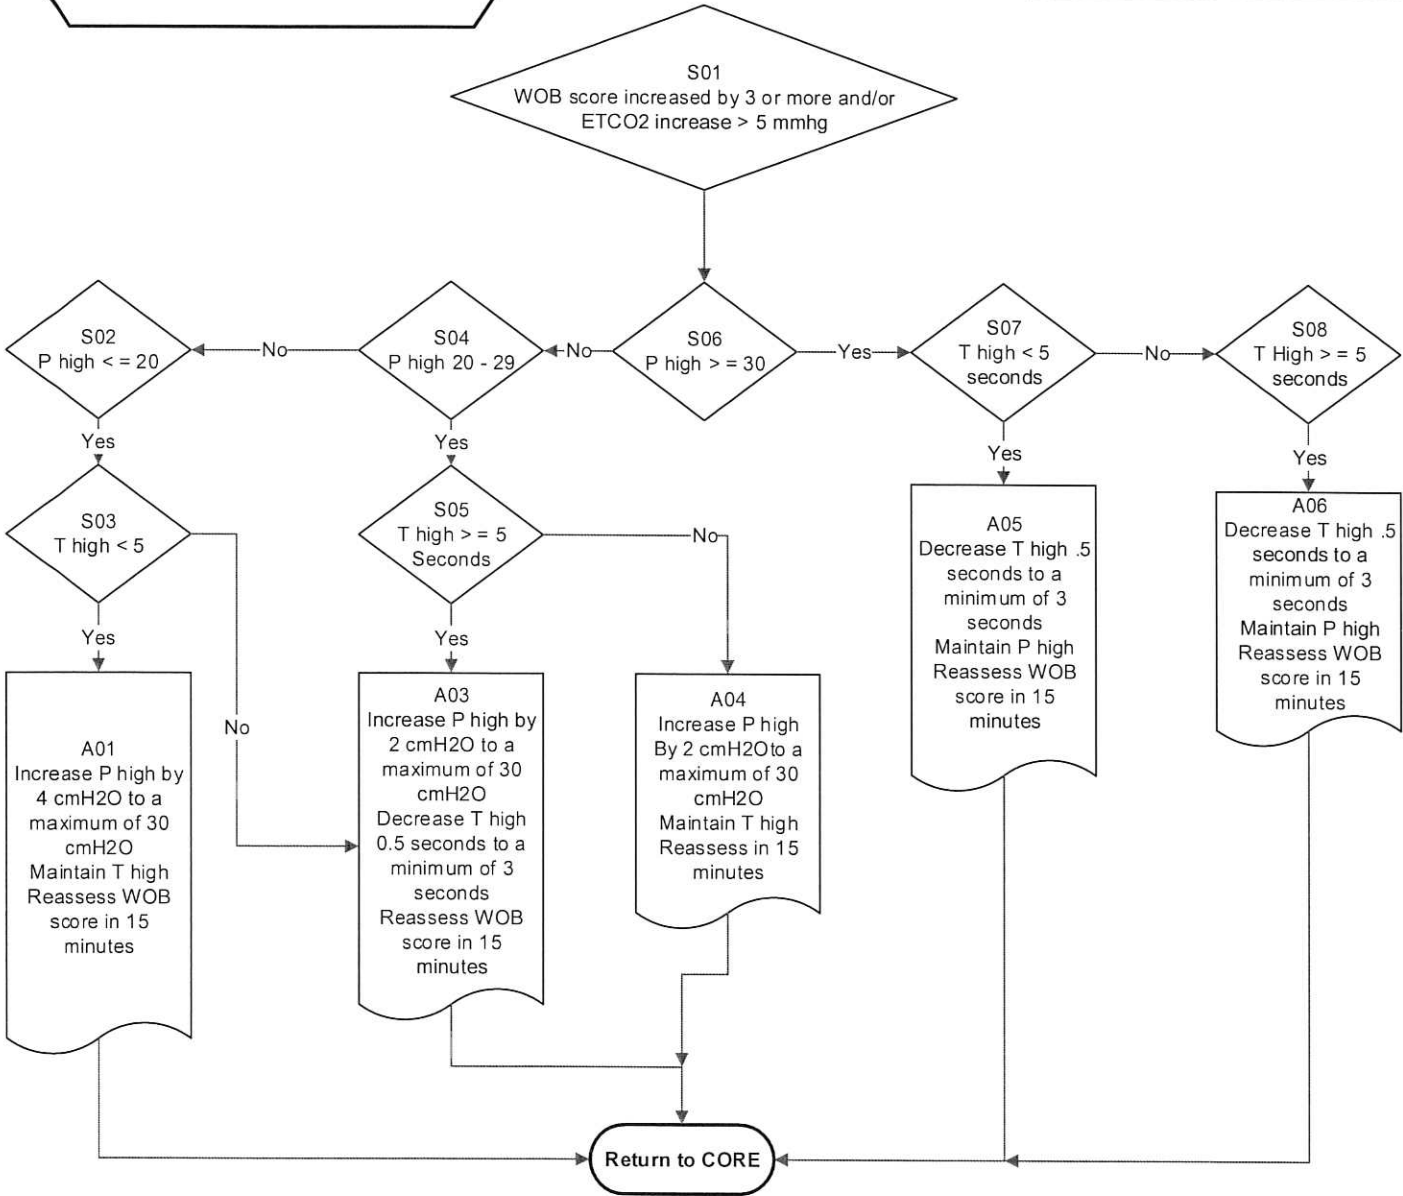 S01
WOB score increased by 3 or more and/or
ETCO2 increase > 5 mmhg
S02
P high < = 20
No
S04
P high 20 - 29
No
S06
P high > = 30
Yes
S07
T high < 5
seconds
No
S08
T High > = 5
seconds
Yes
Yes
Yes
Yes
S03
T high < 5
S05
T high > = 5
Seconds
No
Yes
No
Yes
A01
Increase P high by
4 cmH2O to a
maximum of 30
cmH2O
Maintain T high
Reassess WOB
score in 15
minutes
A03
Increase P high by
2 cmH2O to a
maximum of 30
cmH2O
Decrease T high
0.5 seconds to a
minimum of 3
seconds
Reassess WOB
score in 15
minutes
A04
Increase P high
By 2 cmH2Oto a
maximum of 30
cmH2O
Maintain T high
Reassess in 15
minutes
A05
Decrease T high .5
seconds to a
minimum of 3
seconds
Maintain P high
Reassess WOB
score in 15
minutes
A06
Decrease T high .5
seconds to a
minimum of 3
seconds
Maintain P high
Reassess WOB
score in 15
minutes
Return to CORE